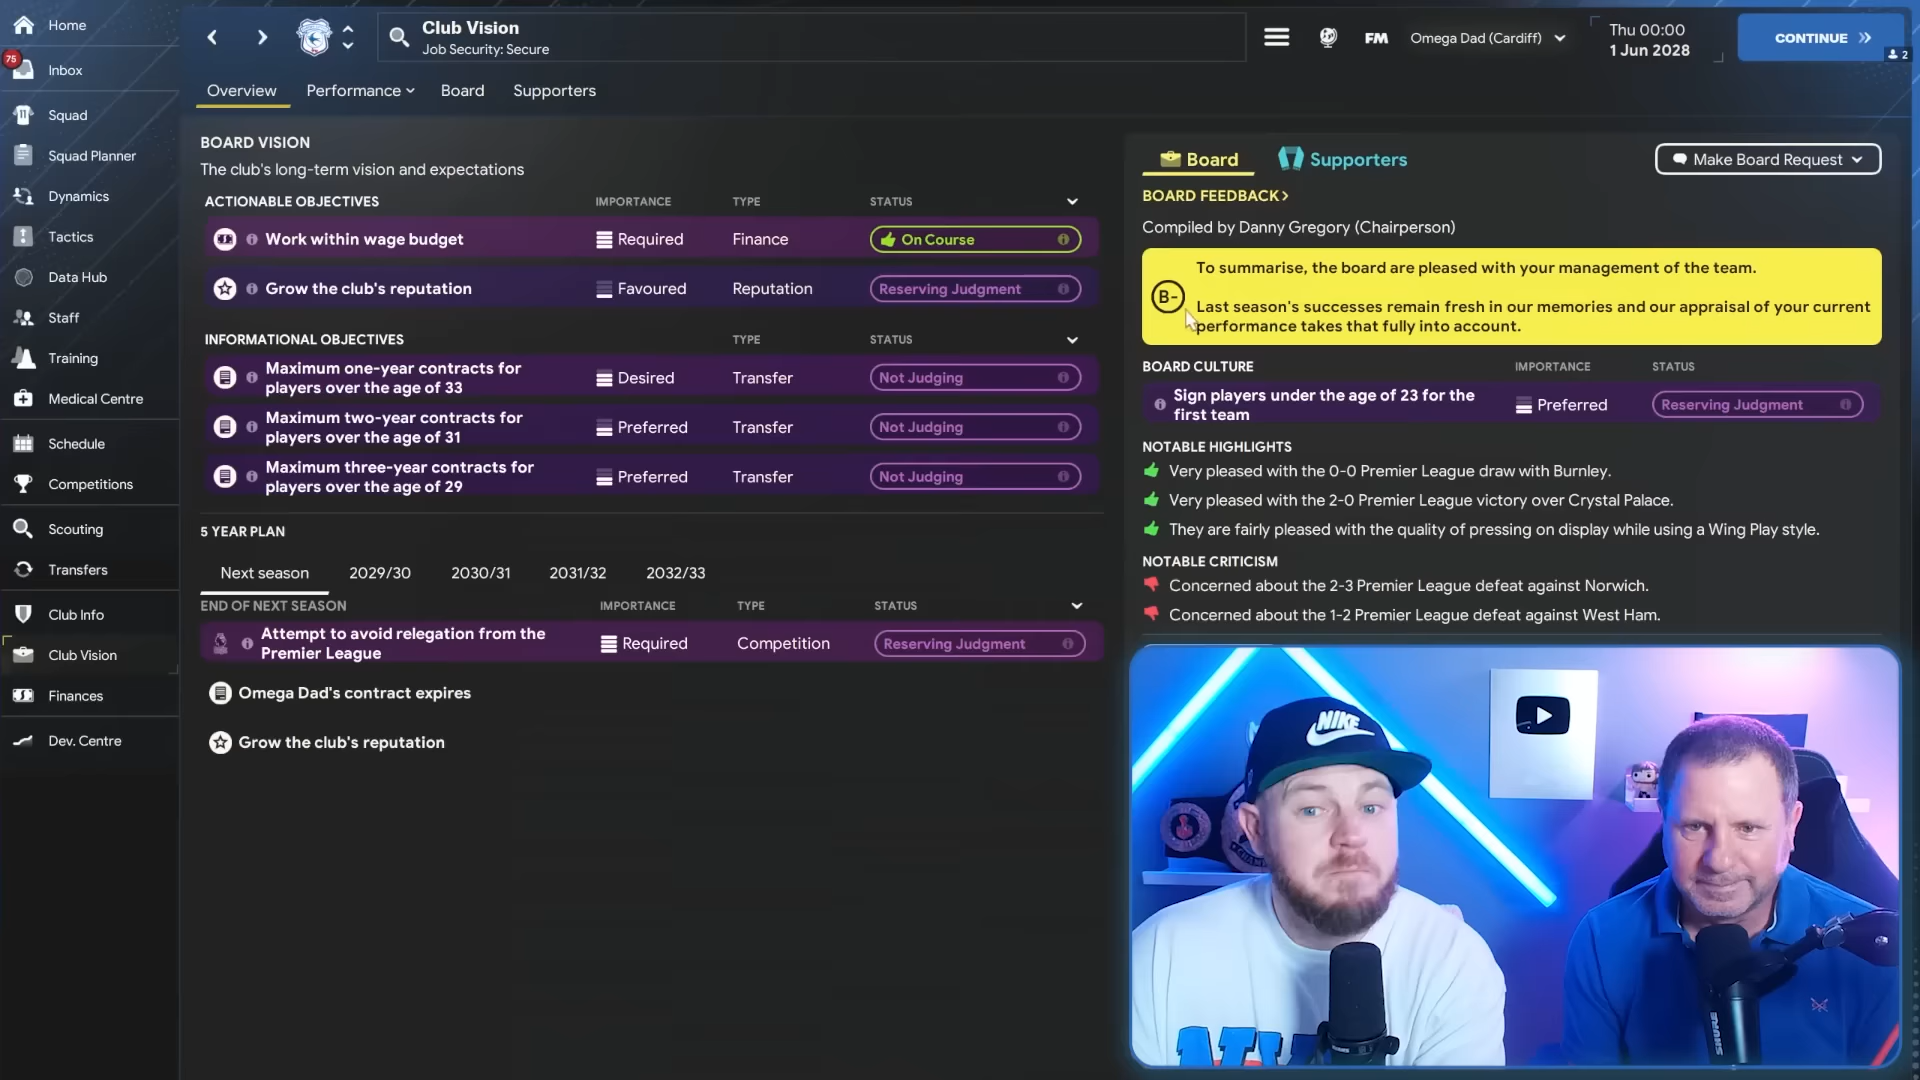 Home
75
Inbox
Squad
Squad Planner
Dynamics
Tactics
Data Hub
Staff
Training
Medical Centre
Schedule
Competitions
Scouting
Transfers
Club Info
Club Vision
Finances
Dev. Centre
Club Vision
Job Security: Secure
FM
Omega Dad (Cardiff)
Thu 00:00
1 Jun 2028
CONTINUE
2
Overview
Performance
Board
Supporters
BOARD VISION
The club's long-term vision and expectations
ACTIONABLE OBJECTIVES IMPORTANCE TYPE STATUS
Work within wage budget Required Finance On Course
Grow the club's reputation Favoured Reputation Reserving Judgment
INFORMATIONAL OBJECTIVES TYPE STATUS
Maximum one-year contracts for
players over the age of 33 Desired Transfer Not Judging
Maximum two-year contracts for
players over the age of 31 Preferred Transfer Not Judging
Maximum three-year contracts for
players over the age of 29 Preferred Transfer Not Judging
5 YEAR PLAN
Next season 2029/30 2030/31 2031/32 2032/33
END OF NEXT SEASON IMPORTANCE TYPE STATUS
Attempt to avoid relegation from the
Premier League Required Competition Reserving Judgment
Omega Dad's contract expires
Grow the club's reputation
Board
Supporters
Make Board Request
BOARD FEEDBACK >
Compiled by Danny Gregory (Chairperson)
B-
To summarise, the board are pleased with your management of the team.
Last season's successes remain fresh in our memories and our appraisal of your current
performance takes that fully into account.
BOARD CULTURE IMPORTANCE STATUS
Sign players under the age of 23 for the
first team Preferred Reserving Judgment
NOTABLE HIGHLIGHTS
Very pleased with the 0-0 Premier League draw with Burnley.
Very pleased with the 2-0 Premier League victory over Crystal Palace.
They are fairly pleased with the quality of pressing on display while using a Wing Play style.
NOTABLE CRITICISM
Concerned about the 2-3 Premier League defeat against Norwich.
Concerned about the 1-2 Premier League defeat against West Ham.
NIKE
SHURE